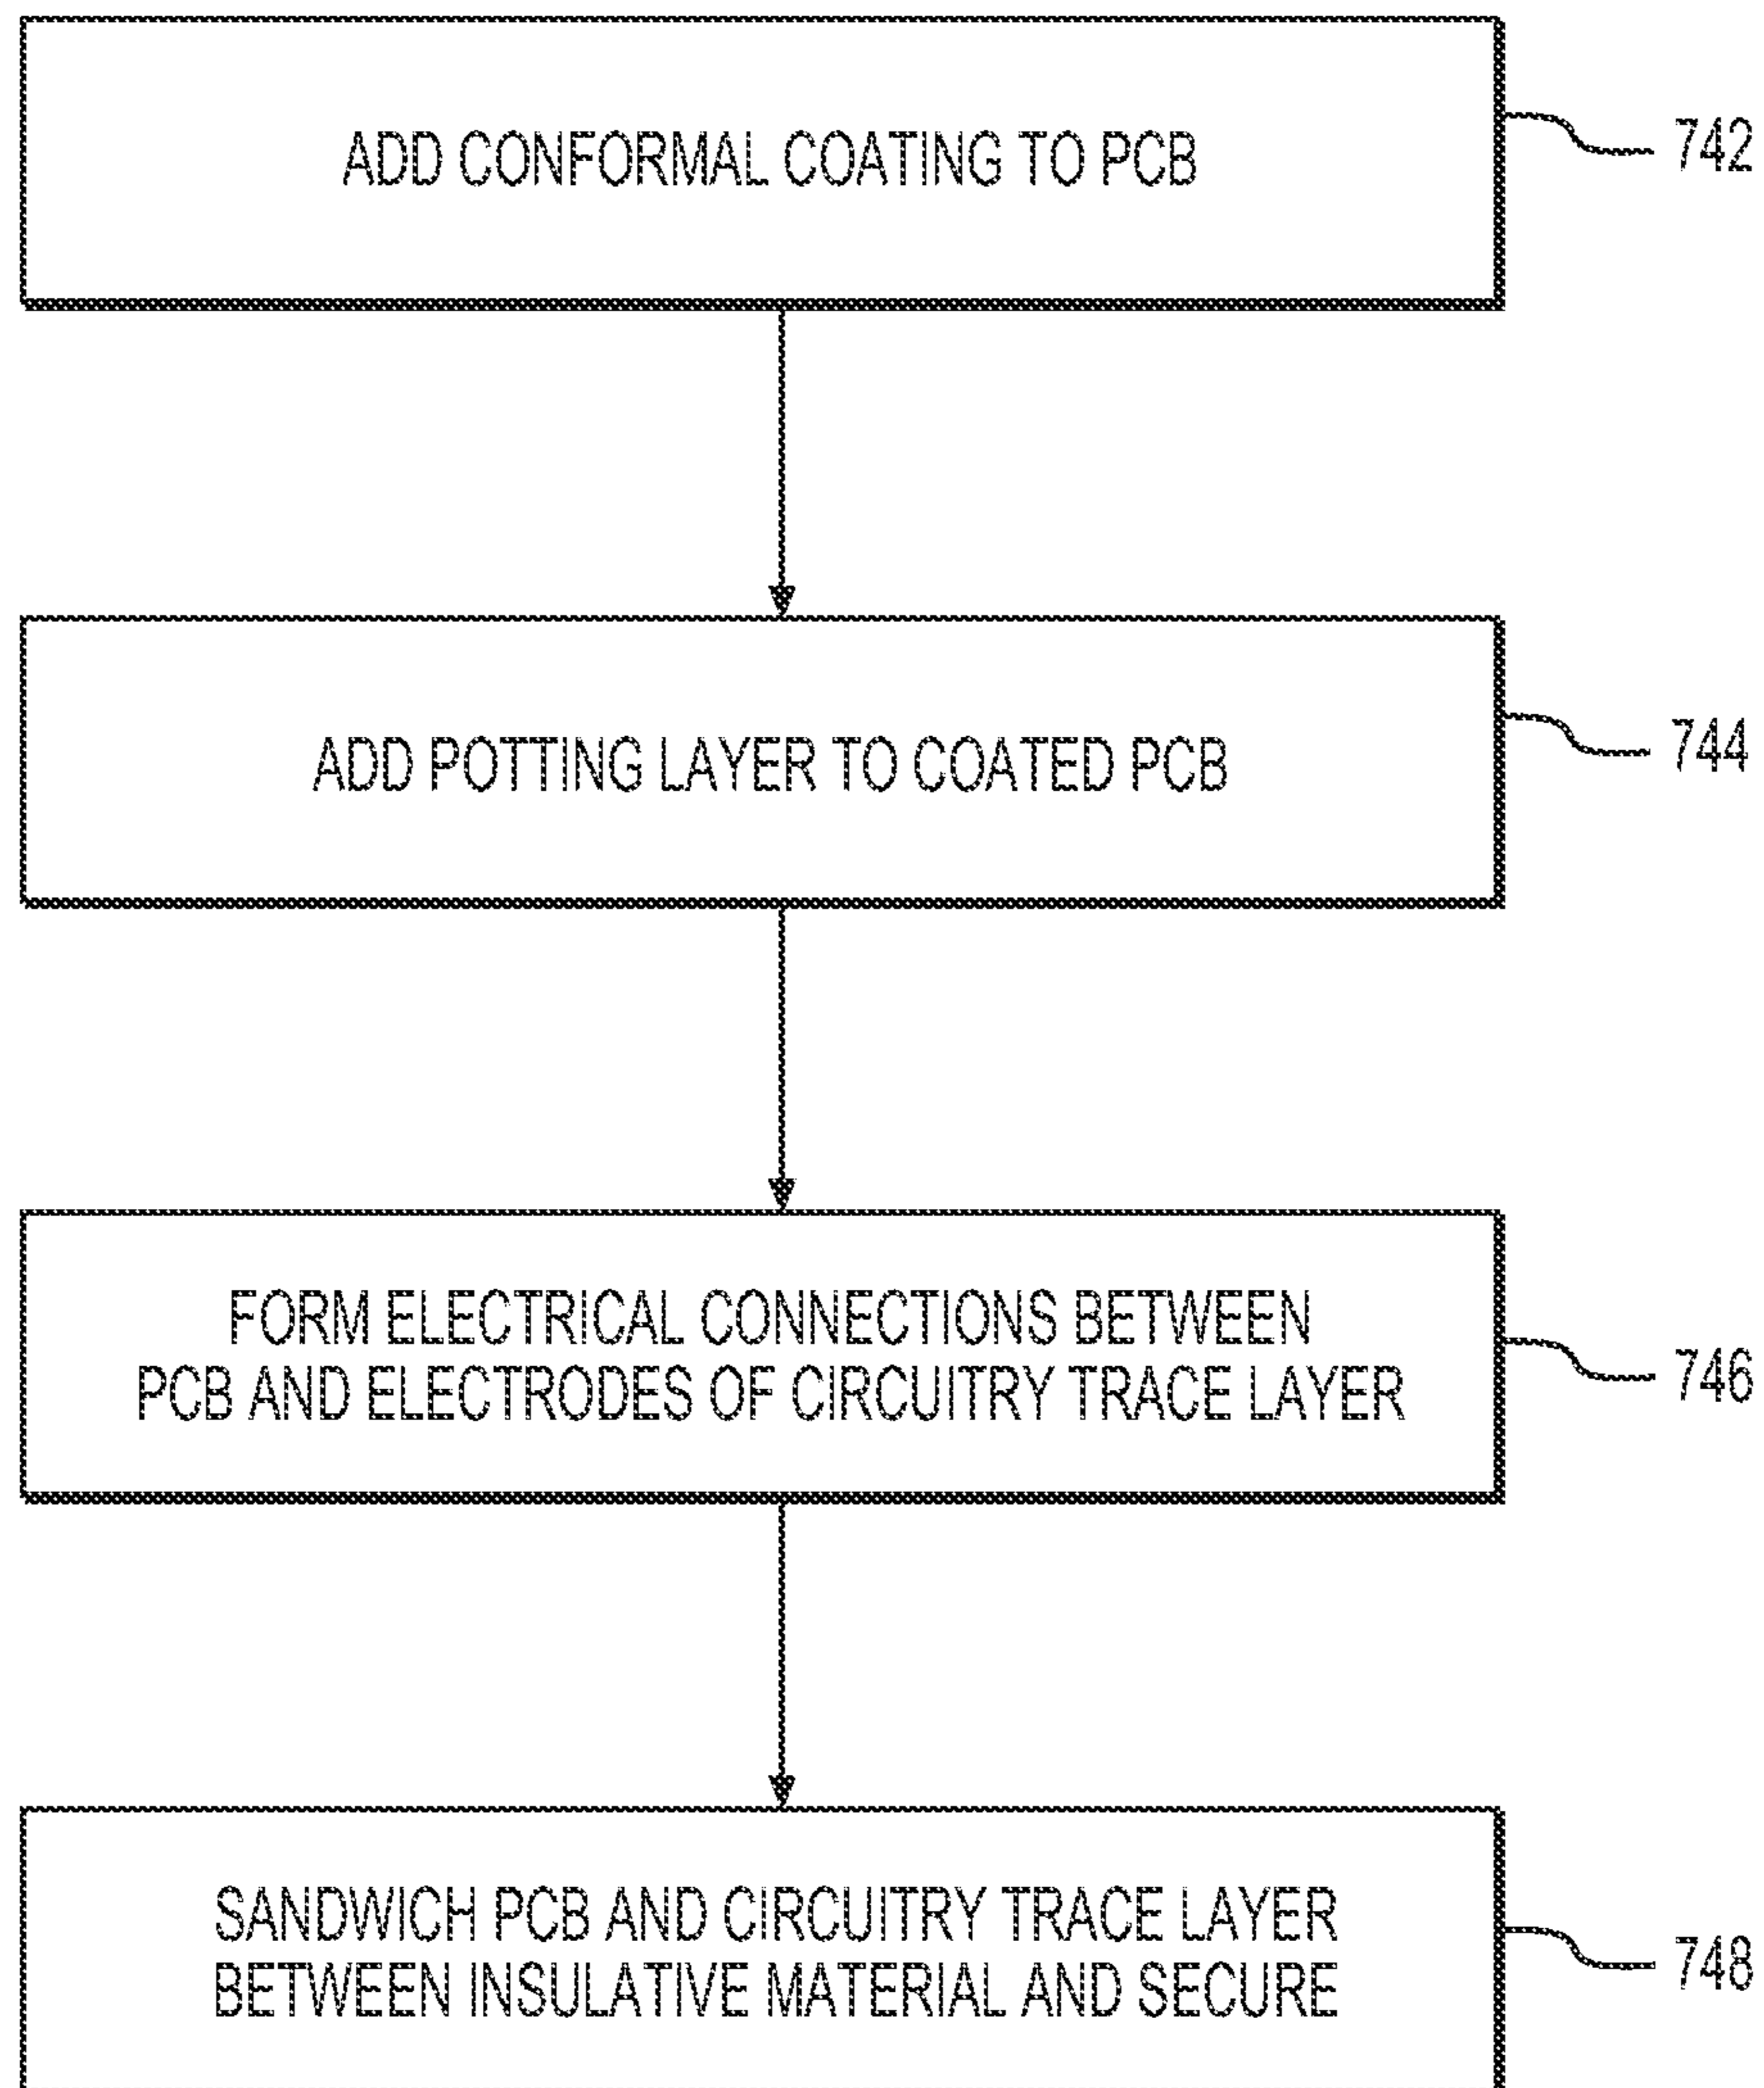 ADD CONFORMAL COATING TO PCB
742
ADD POTTING LAYER TO COATED PCB
744
FORM ELECTRICAL CONNECTIONS BETWEEN
PCB AND ELECTRODES OF CIRCUITRY TRACE LAYER
746
SANDWICH PCB AND CIRCUITRY TRACE LAYER
BETWEEN INSULATIVE MATERIAL AND SECURE
748